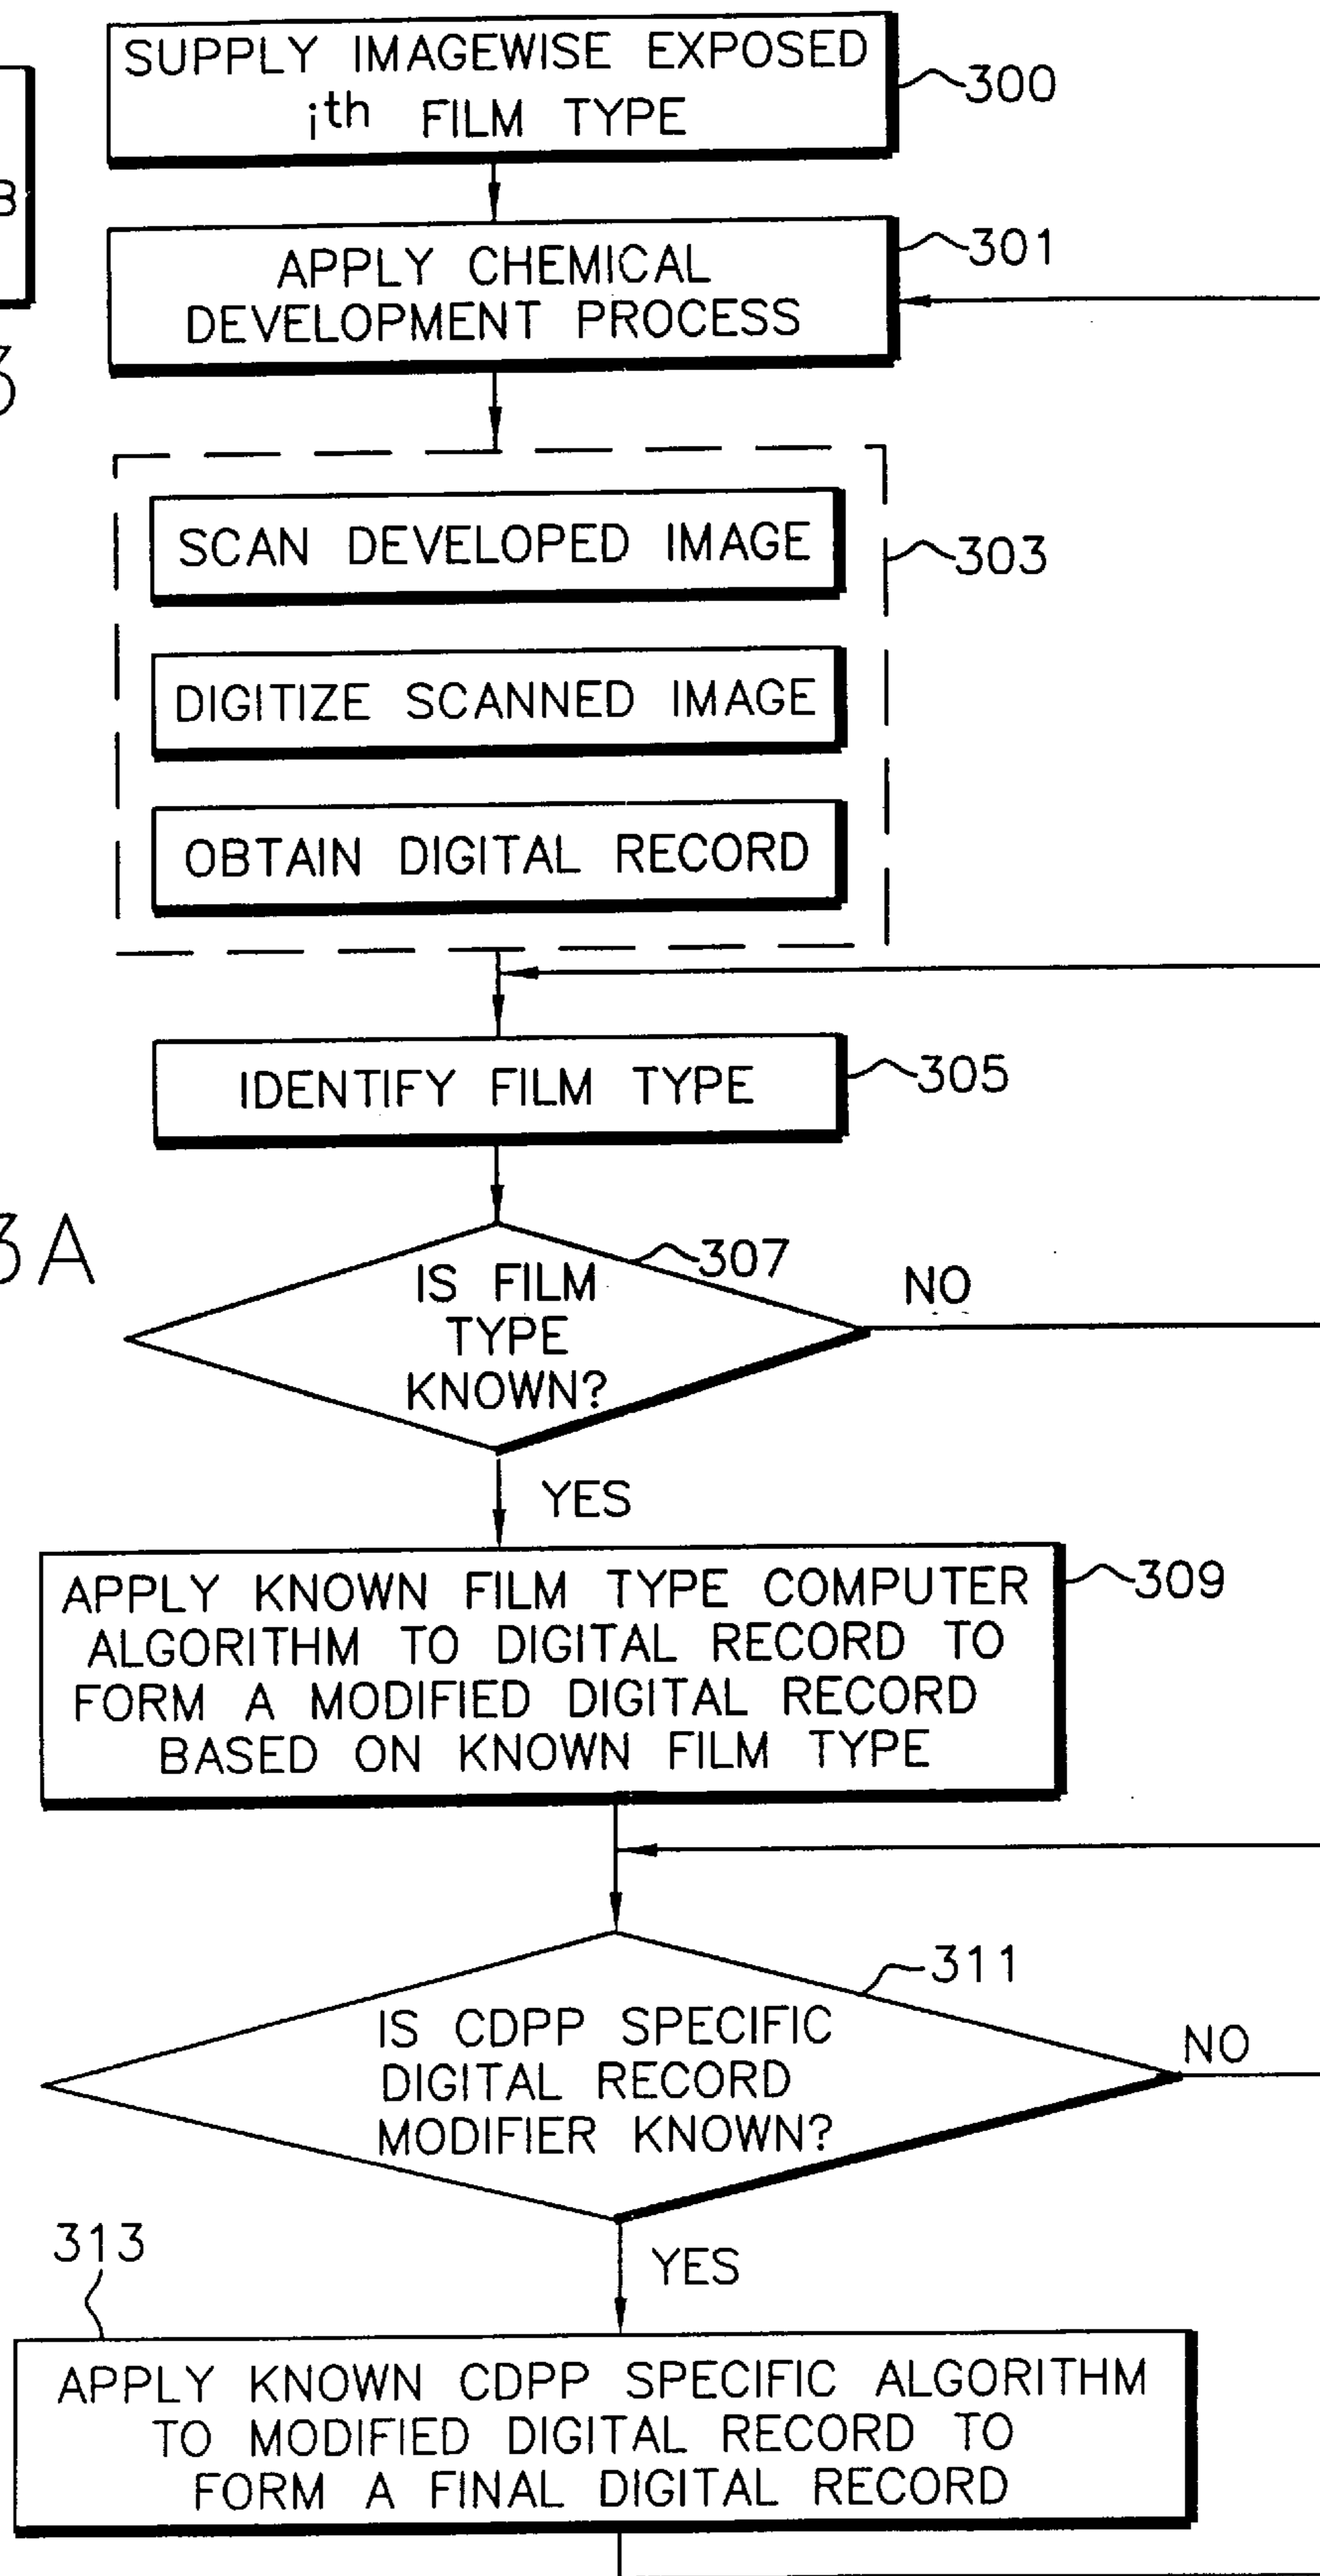 SUPPLY IMAGEWISE EXPOSED
ith FILM TYPE
300
APPLY CHEMICAL
DEVELOPMENT PROCESS
301
B
3
SCAN DEVELOPED IMAGE
303
DIGITIZE SCANNED IMAGE
OBTAIN DIGITAL RECORD
IDENTIFY FILM TYPE
305
3A
307
IS FILM
TYPE
KNOWN?
NO
YES
APPLY KNOWN FILM TYPE COMPUTER
ALGORITHM TO DIGITAL RECORD TO
FORM A MODIFIED DIGITAL RECORD
BASED ON KNOWN FILM TYPE
309
311
IS CDPP SPECIFIC
DIGITAL RECORD
MODIFIER KNOWN?
NO
YES
313
APPLY KNOWN CDPP SPECIFIC ALGORITHM
TO MODIFIED DIGITAL RECORD TO
FORM A FINAL DIGITAL RECORD